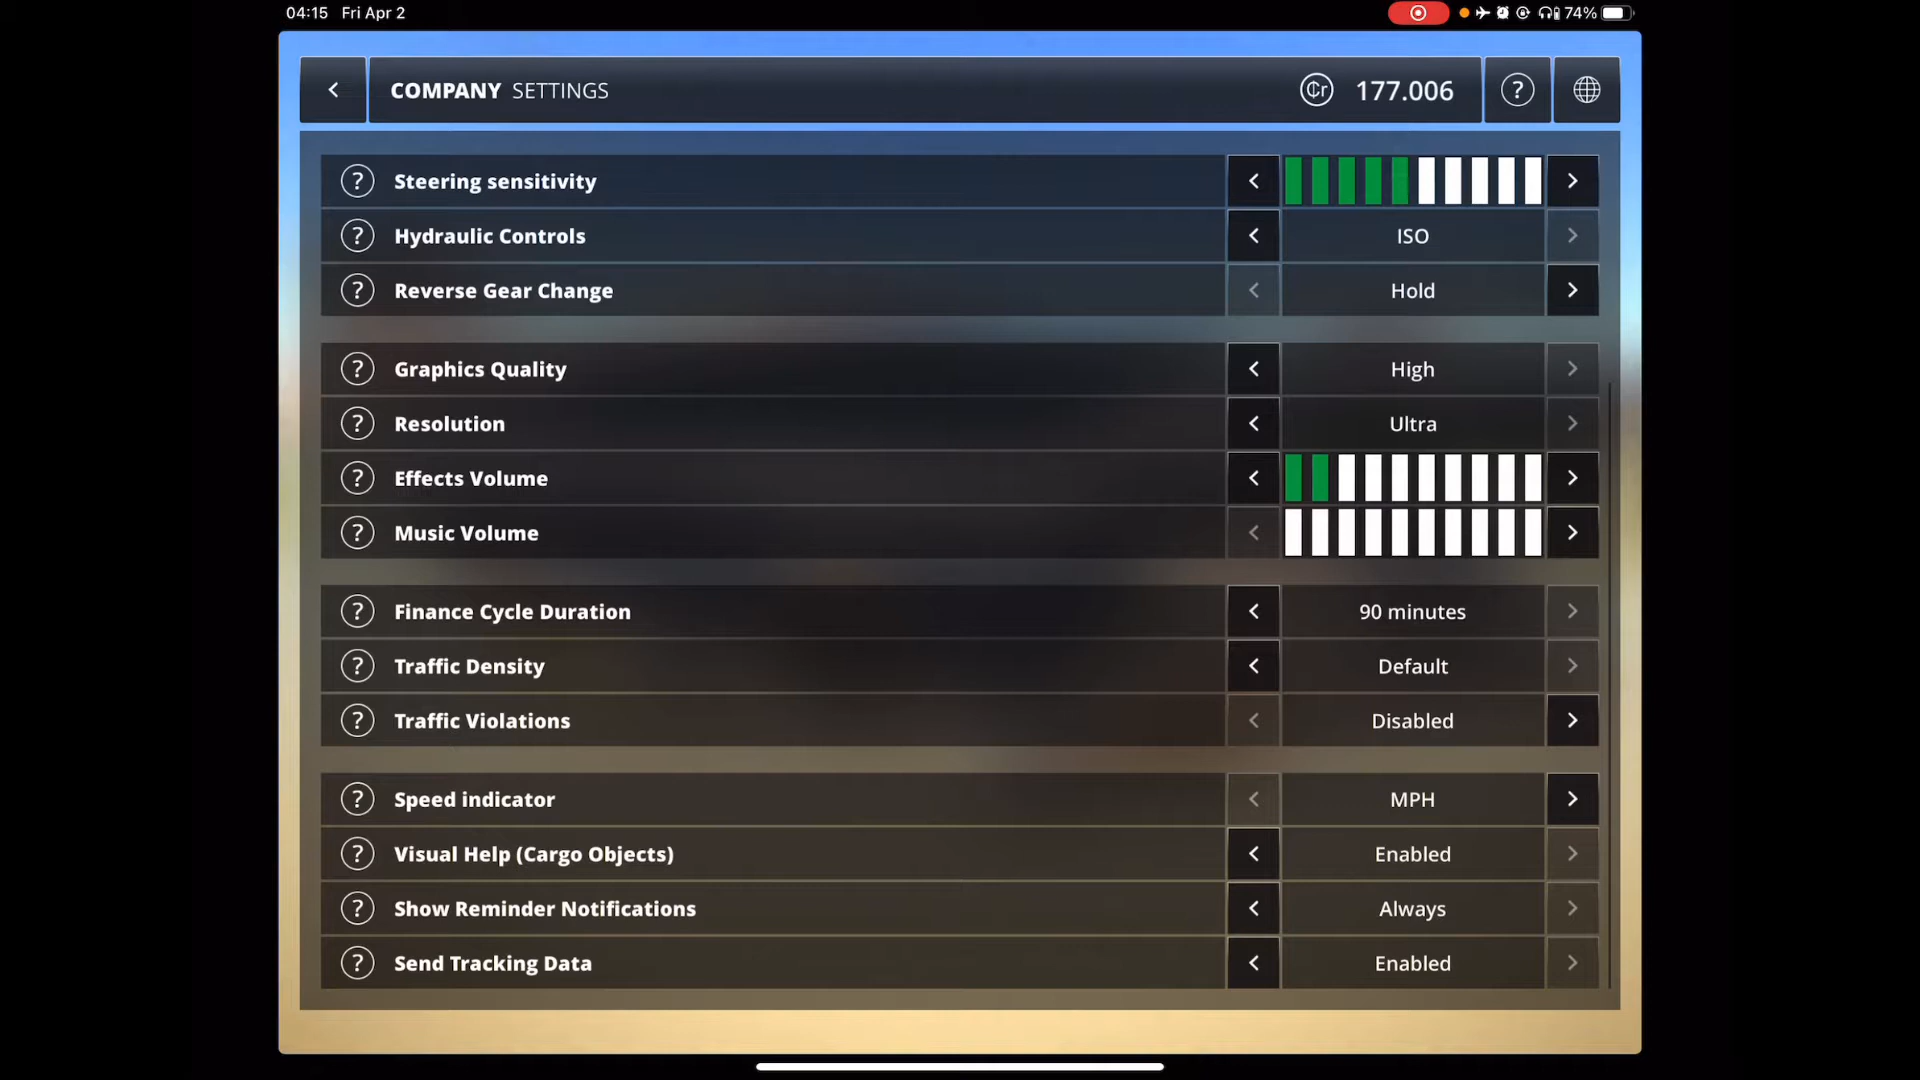 04:15 Fri Apr 2 74%
COMPANY SETTINGS ₢r 177.006 ?
? Steering sensitivity
? Hydraulic Controls ISO
? Reverse Gear Change Hold
? Graphics Quality High
? Resolution Ultra
? Effects Volume
? Music Volume
? Finance Cycle Duration 90 minutes
? Traffic Density Default
? Traffic Violations Disabled
? Speed indicator MPH
? Visual Help (Cargo Objects) Enabled
? Show Reminder Notifications Always
? Send Tracking Data Enabled